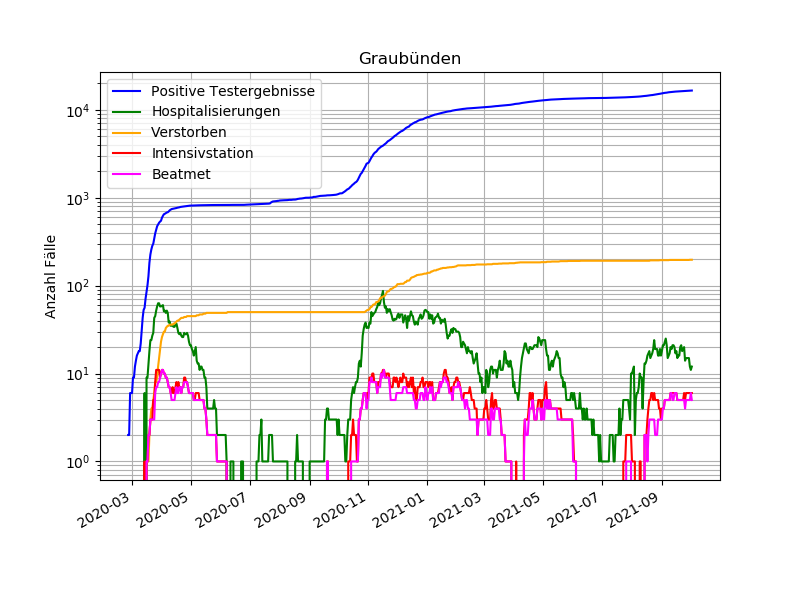 Graubünden
Positive Testergebnisse
Hospitalisierungen
Verstorben
Intensivstation
Beatmet
Anzahl Fälle
10^4
10^3
10^2
10^1
10^0
2020-03
2020-05
2020-07
2020-09
2020-11
2021-01
2021-03
2021-05
2021-07
2021-09